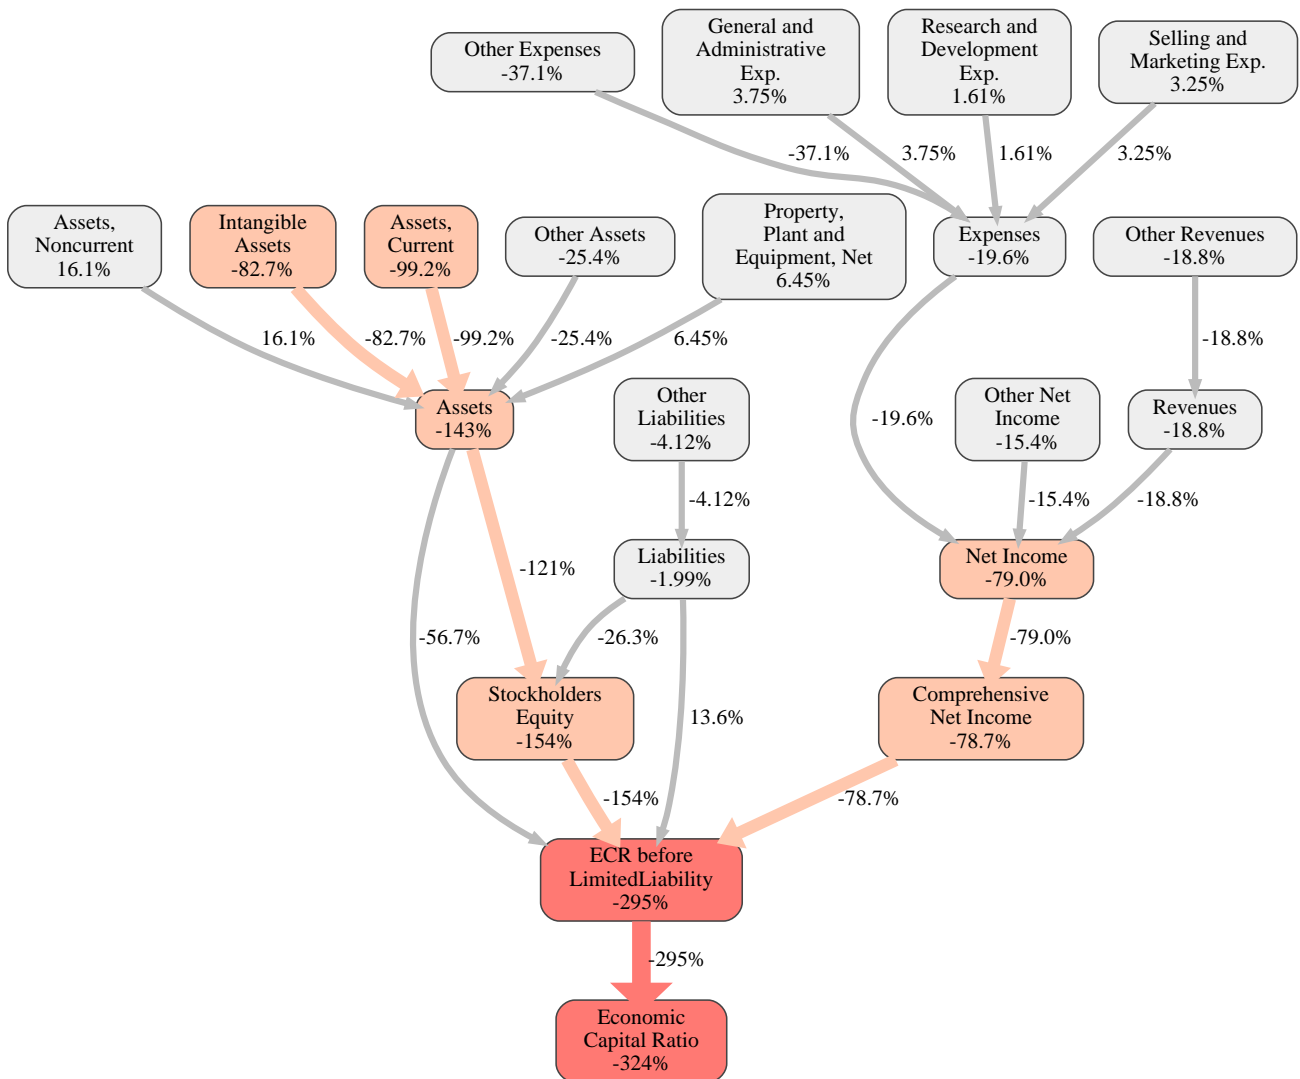 Other Expenses
-37.1%
General and
Administrative
Exp.
3.75%
Research and
Development
Exp.
1.61%
Selling and
Marketing Exp.
3.25%
-37.1%
3.75%
1.61%
3.25%
Assets,
Noncurrent
16.1%
Intangible
Assets
-82.7%
Assets,
Current
-99.2%
Other Assets
-25.4%
Property,
Plant and
Equipment, Net
6.45%
Expenses
-19.6%
Other Revenues
-18.8%
16.1%
-82.7%
-99.2%
-25.4%
6.45%
-18.8%
Assets
-143%
Other
Liabilities
-4.12%
-19.6%
Other Net
Income
-15.4%
Revenues
-18.8%
-4.12%
-15.4%
-18.8%
Liabilities
-1.99%
Net Income
-79.0%
-121%
-56.7%
-26.3%
-79.0%
Stockholders
Equity
-154%
13.6%
Comprehensive
Net Income
-78.7%
-154%
-78.7%
ECR before
LimitedLiability
-295%
-295%
Economic
Capital Ratio
-324%